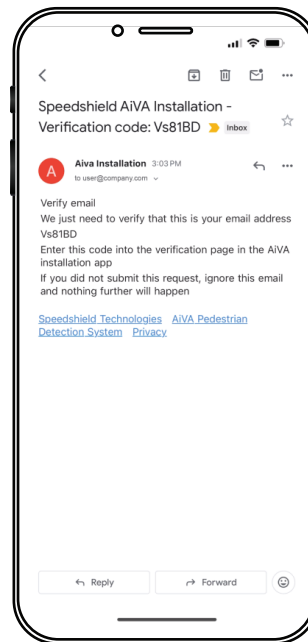 Speedshield AiVA Installation -
Verification code: Vs81BD Inbox
A
Aiva Installation 3:03 PM
to user@company.com
Verify email
We just need to verify that this is your email address
Vs81BD
Enter this code into the verification page in the AiVA
installation app
If you did not submit this request, ignore this email
and nothing further will happen
Speedshield Technologies AiVA Pedestrian
Detection System Privacy
Reply Forward